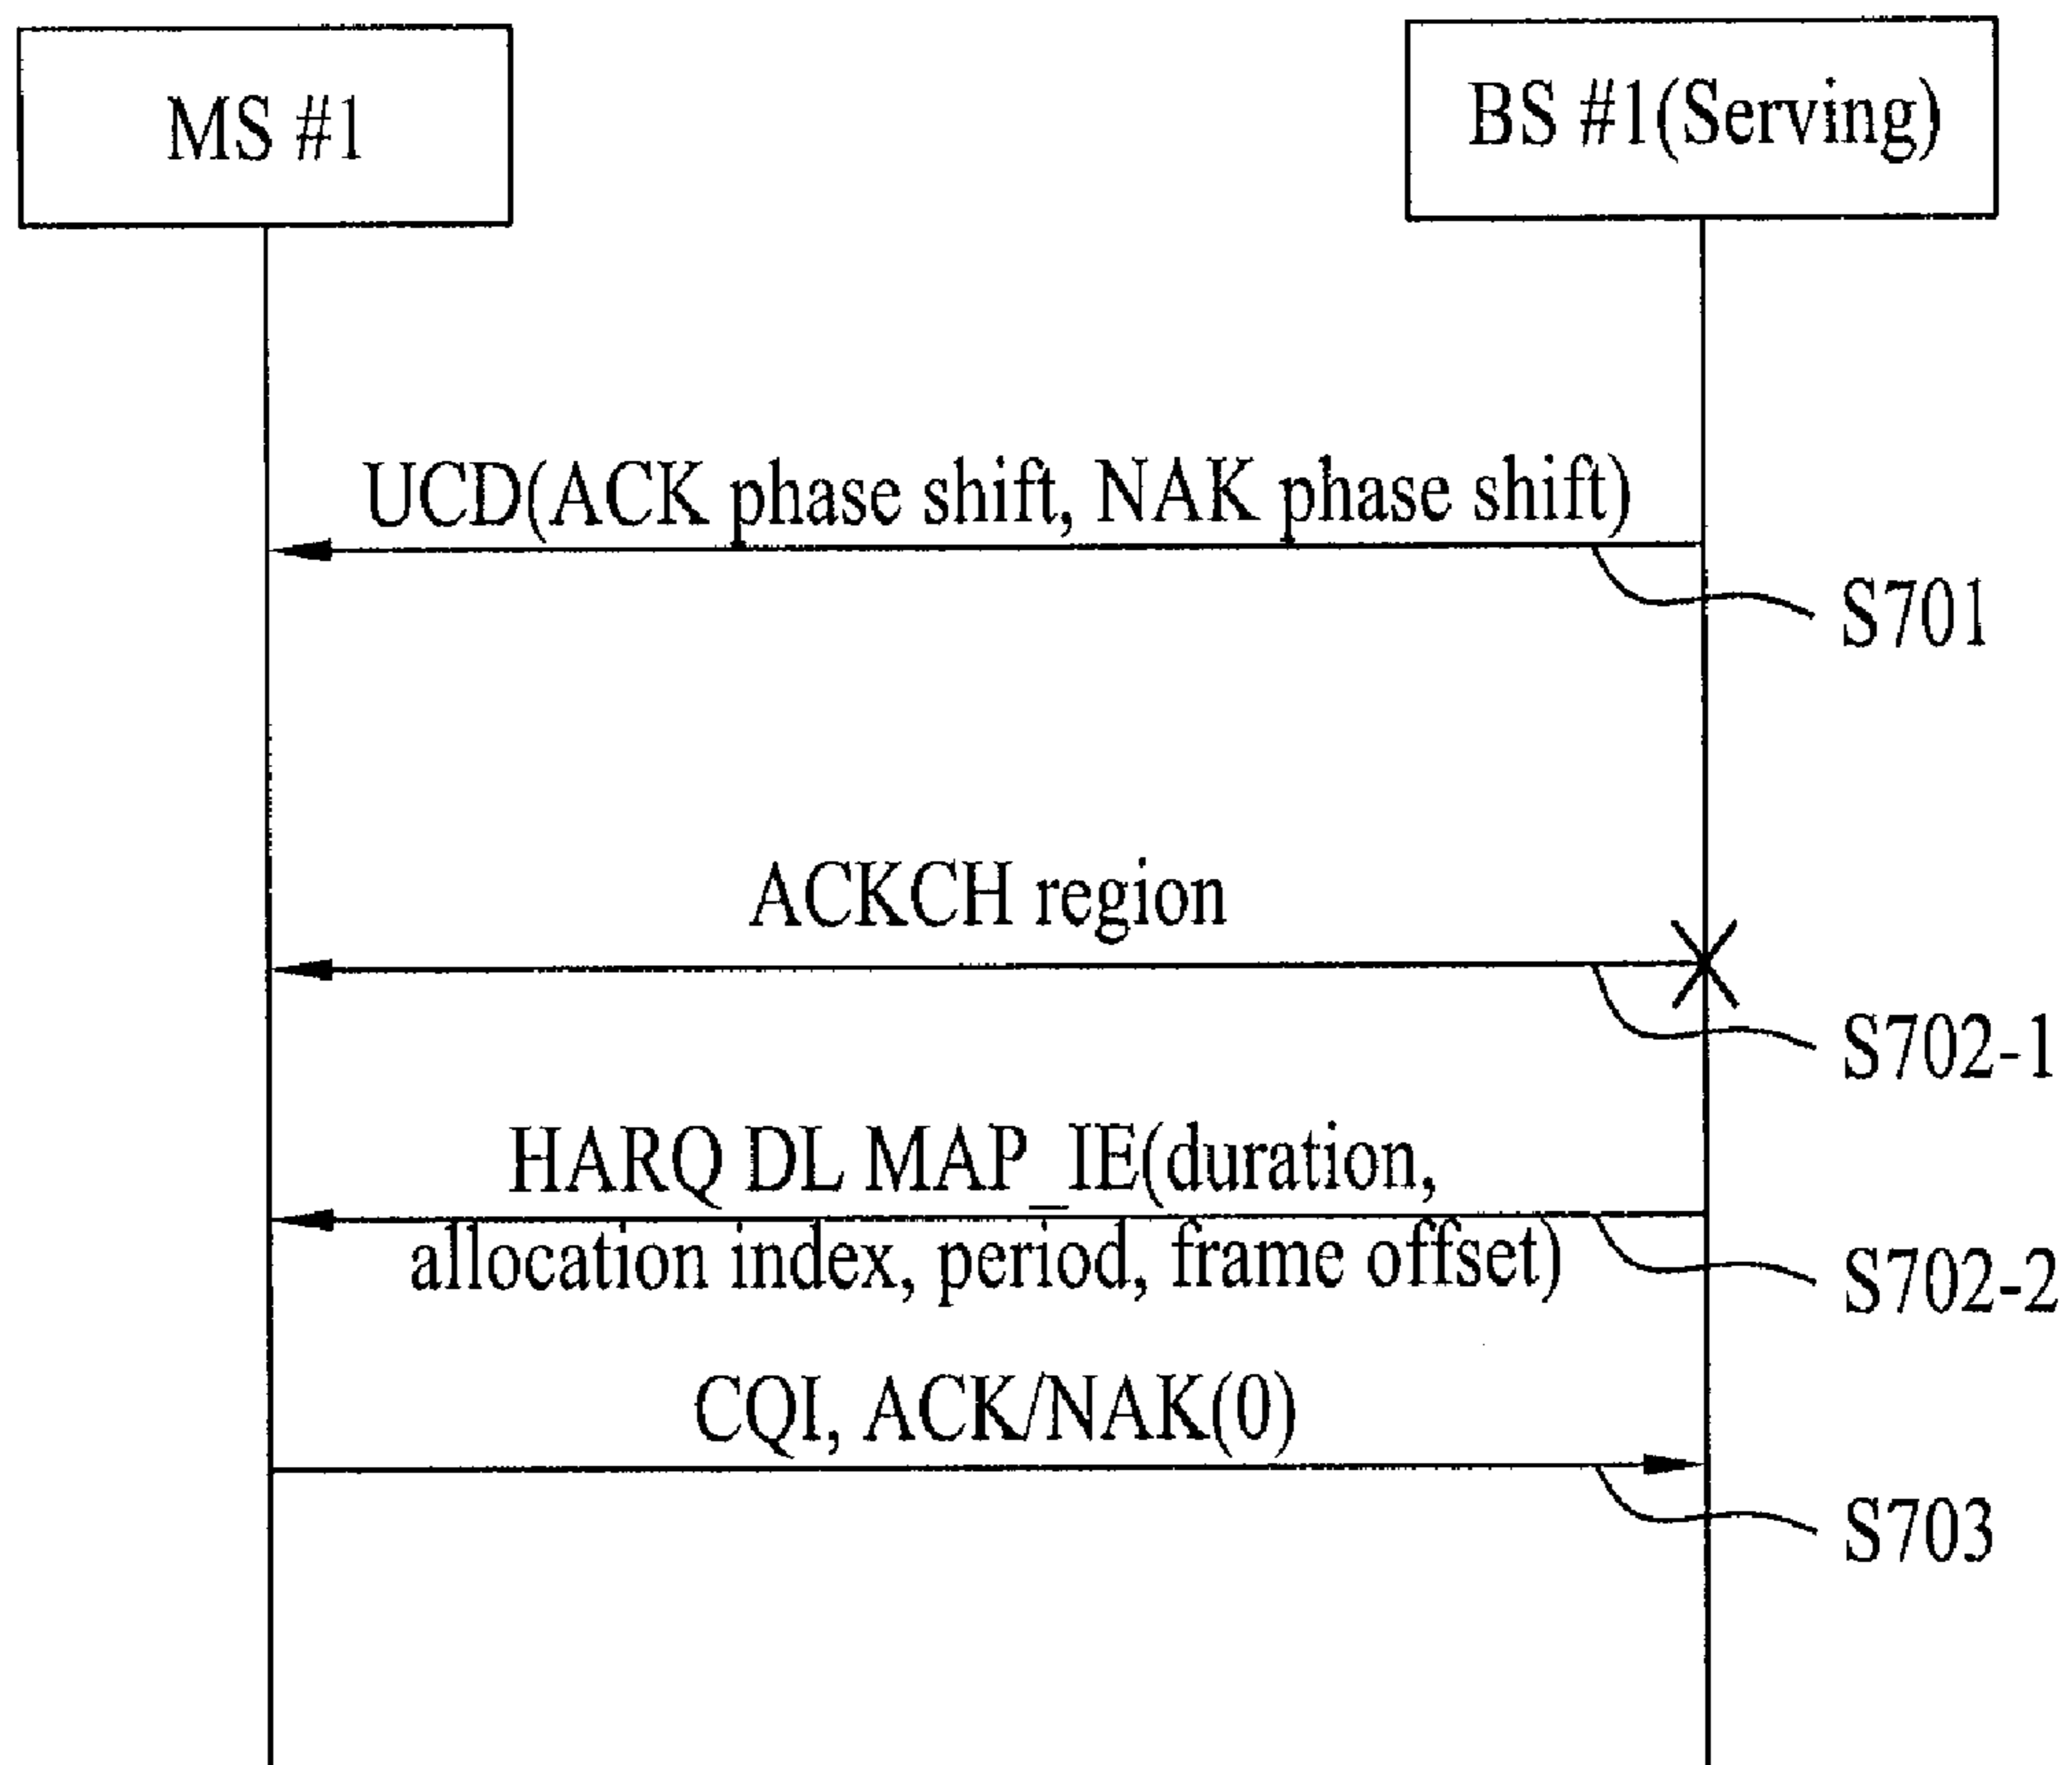 MS #1
BS #1(Serving)
UCD(ACK phase shift, NAK phase shift)
S701
ACKCH region
S702-1
HARQ DL MAP_IE(duration,
allocation index, period, frame offset)
S702-2
CQI, ACK/NAK(0)
S703